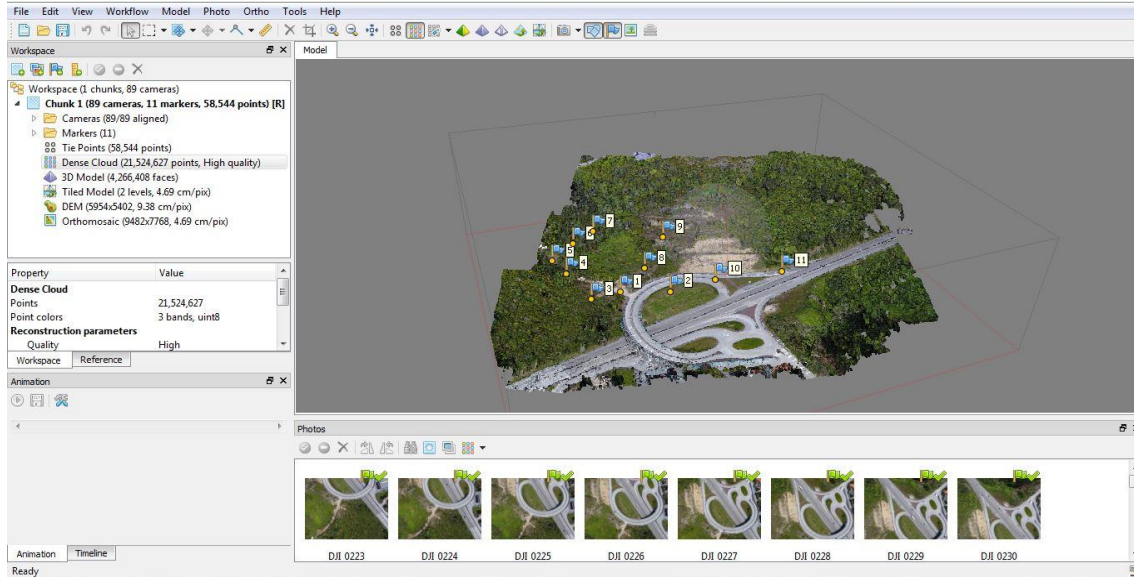 File Edit View Workflow Model Photo Ortho Tools Help
Workspace
Model
Workspace (1 chunks, 89 cameras)
Chunk 1 (89 cameras, 11 markers, 58,544 points) [R]
Cameras (89/89 aligned)
Markers (11)
Tie Points (58,544 points)
Dense Cloud (21,524,627 points, High quality)
3D Model (4,266,408 faces)
Tiled Model (2 levels, 4.69 cm/pix)
DEM (5954x5402, 9.38 cm/pix)
Orthomosaic (9482x7768, 4.69 cm/pix)
7
6
9
5
4
8
11
10
3
1
2
Property Value
Dense Cloud
Points 21,524,627
Point colors 3 bands, uint8
Reconstruction parameters
Quality High
Workspace Reference
Animation
Photos
DJI 0223 DJI 0224 DJI 0225 DJI 0226 DJI 0227 DJI 0228 DJI 0229 DJI 0230
Animation Timeline
Ready